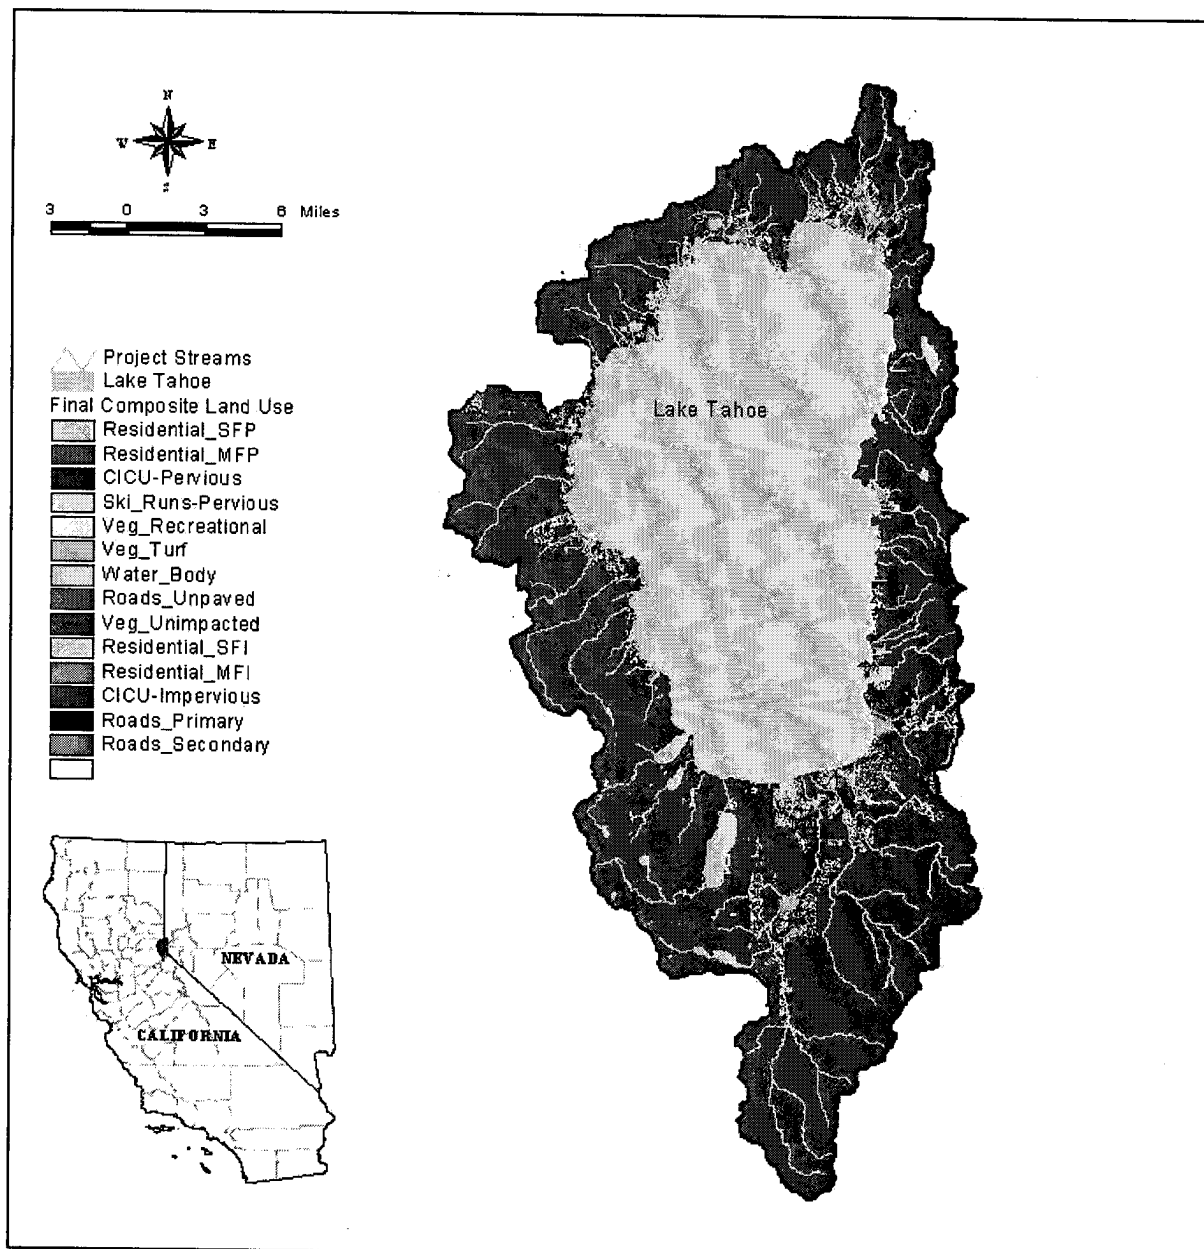 N
W E
S
3 0 3 6 Miles
Project Streams
Lake Tahoe
Final Composite Land Use
Residential_SFP
Residential_MFP
CICU-Pervious
Ski_Runs-Pervious
Veg_Recreational
Veg_Turf
Water_Body
Roads_Unpaved
Veg_Unimpacted
Residential_SFI
Residential_MFI
CICU-Impervious
Roads_Primary
Roads_Secondary
Lake Tahoe
NEVADA
CALIFORNIA